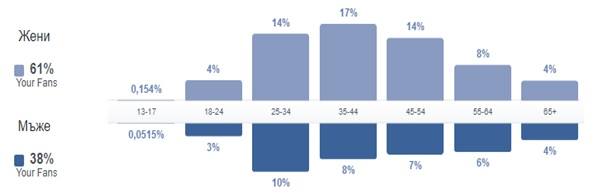 Жени
61%
Your Fans
0,154% 4% 14% 17% 14% 8% 4%
13-17 18-24 25-34 35-44 45-54 55-64 65+
Мъже
38%
Your Fans
0,0515% 3% 10% 8% 7% 6% 4%